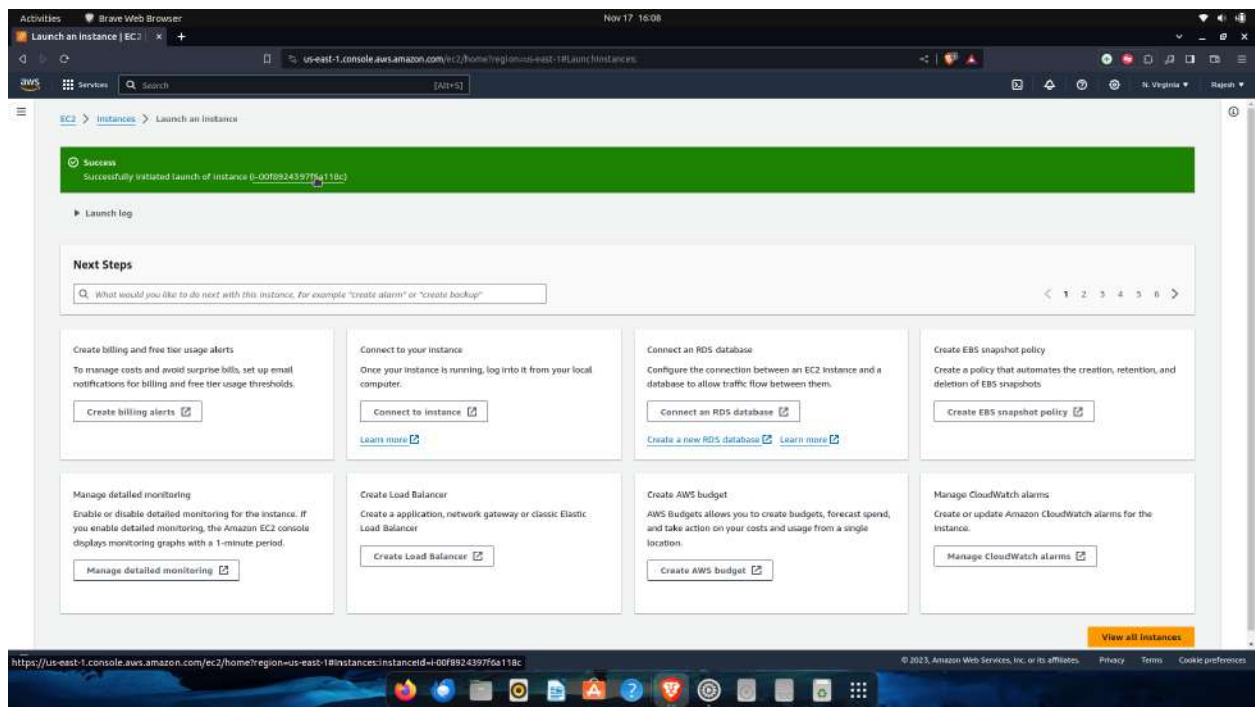 Activities Brave Web Browser Nov 17 16:08
Launch an instance | EC2 × +
us-east-1.console.aws.amazon.com/ec2/home?region=us-east-1#LaunchInstances:
aws Services Search [Alt+S] N. Virginia Rajesh
EC2 > Instances > Launch an instance
Success
Successfully initiated launch of instance (i-00f8924397f6a118c)
Launch log
Next Steps
What would you like to do next with this instance, for example "create alarm" or "create backup"
< 1 2 3 4 5 6 >
Create billing and free tier usage alerts
To manage costs and avoid surprise bills, set up email
notifications for billing and free tier usage thresholds.
Create billing alerts
Connect to your instance
Once your instance is running, log into it from your local
computer.
Connect to instance
Learn more
Connect an RDS database
Configure the connection between an EC2 instance and a
database to allow traffic flow between them.
Connect an RDS database
Create a new RDS database Learn more
Create EBS snapshot policy
Create a policy that automates the creation, retention, and
deletion of EBS snapshots
Create EBS snapshot policy
Manage detailed monitoring
Enable or disable detailed monitoring for the instance. If
you enable detailed monitoring, the Amazon EC2 console
displays monitoring graphs with a 1-minute period.
Manage detailed monitoring
Create Load Balancer
Create a application, network gateway or classic Elastic
Load Balancer
Create Load Balancer
Create AWS budget
AWS Budgets allows you to create budgets, forecast spend,
and take action on your costs and usage from a single
location.
Create AWS budget
Manage CloudWatch alarms
Create or update Amazon CloudWatch alarms for the
instance.
Manage CloudWatch alarms
View all instances
https://us-east-1.console.aws.amazon.com/ec2/home?region=us-east-1#Instances:instanceId=i-00f8924397f6a118c
© 2023, Amazon Web Services, Inc. or its affiliates. Privacy Terms Cookie preferences